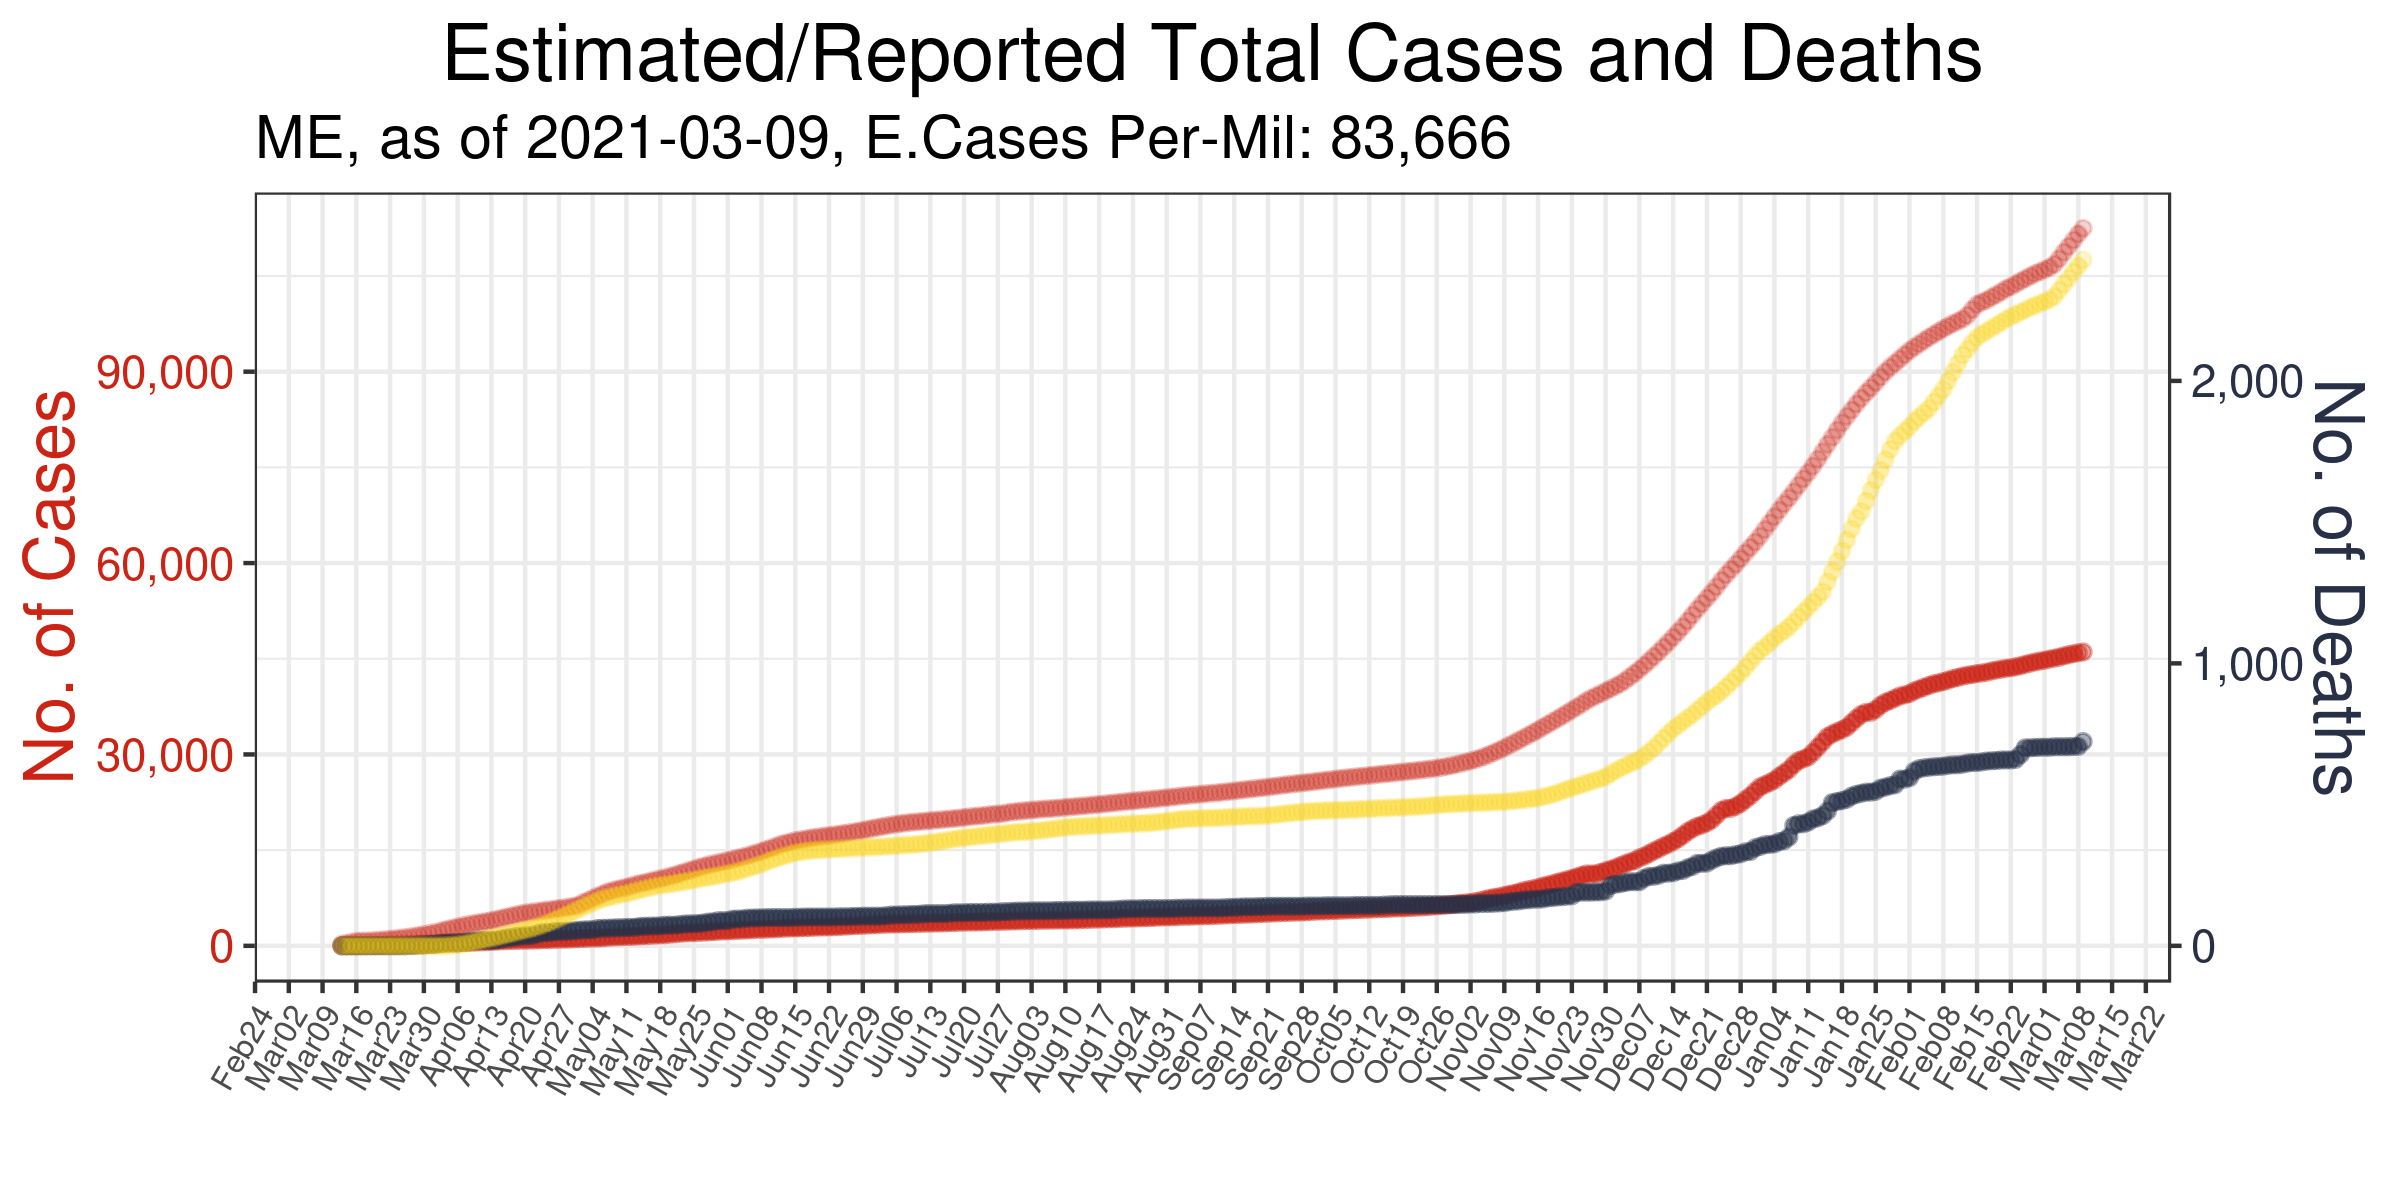 Estimated/Reported Total Cases and Deaths
ME, as of 2021-03-09, E.Cases Per-Mil: 83,666
No. of Cases
90,000
60,000
30,000
0
2,000
1,000
0
No. of Deaths
Feb24
Mar02
Mar09
Mar16
Mar23
Mar30
Apr06
Apr13
Apr20
Apr27
May04
May11
May18
May25
Jun01
Jun08
Jun15
Jun22
Jun29
Jul06
Jul13
Jul20
Jul27
Aug03
Aug10
Aug17
Aug24
Aug31
Sep07
Sep14
Sep21
Sep28
Oct05
Oct12
Oct19
Oct26
Nov02
Nov09
Nov16
Nov23
Nov30
Dec07
Dec14
Dec21
Dec28
Jan04
Jan11
Jan18
Jan25
Feb01
Feb08
Feb15
Feb22
Mar01
Mar08
Mar15
Mar22